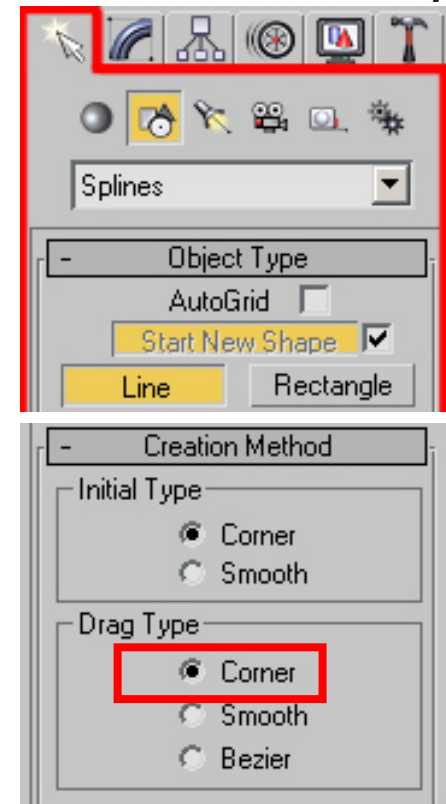 Splines
- Object Type
AutoGrid
Start New Shape
Line Rectangle
- Creation Method
Initial Type
Corner
Smooth
Drag Type
Corner
Smooth
Bezier